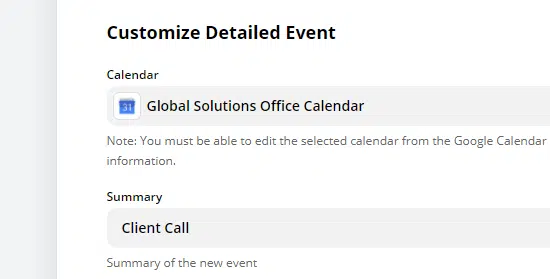 Customize Detailed Event
Calendar
31 Global Solutions Office Calendar
Note: You must be able to edit the selected calendar from the Google Calendar
information.
Summary
Client Call
Summary of the new event